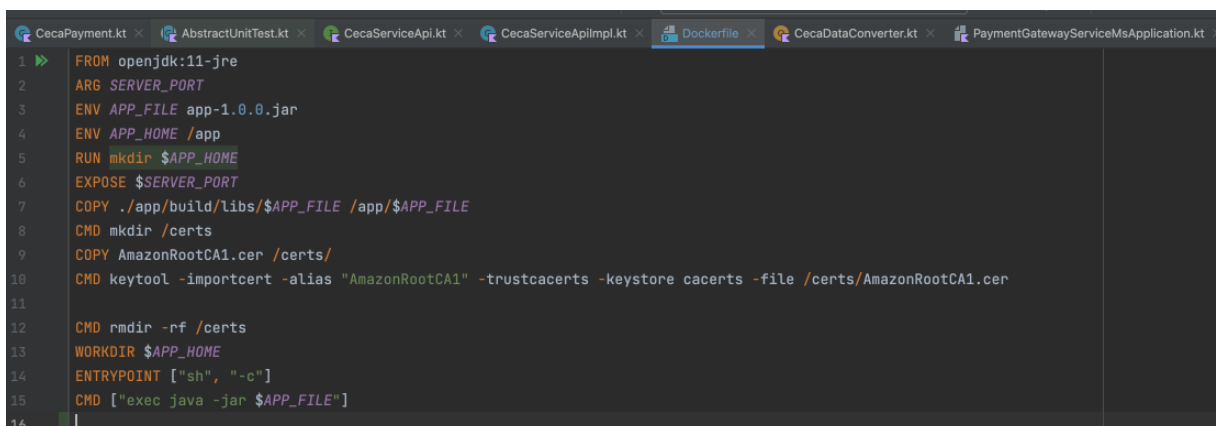 CecaPayment.kt AbstractUnitTest.kt CecaServiceApi.kt CecaServiceApiImpl.kt Dockerfile CecaDataConverter.kt PaymentGatewayServiceMsApplication.kt
1 FROM openjdk:11-jre
2 ARG SERVER_PORT
3 ENV APP_FILE app-1.0.0.jar
4 ENV APP_HOME /app
5 RUN mkdir $APP_HOME
6 EXPOSE $SERVER_PORT
7 COPY ./app/build/libs/$APP_FILE /app/$APP_FILE
8 CMD mkdir /certs
9 COPY AmazonRootCA1.cer /certs/
10 CMD keytool -importcert -alias "AmazonRootCA1" -trustcacerts -keystore cacerts -file /certs/AmazonRootCA1.cer
11
12 CMD rmdir -rf /certs
13 WORKDIR $APP_HOME
14 ENTRYPOINT ["sh", "-c"]
15 CMD ["exec java -jar $APP_FILE"]
16